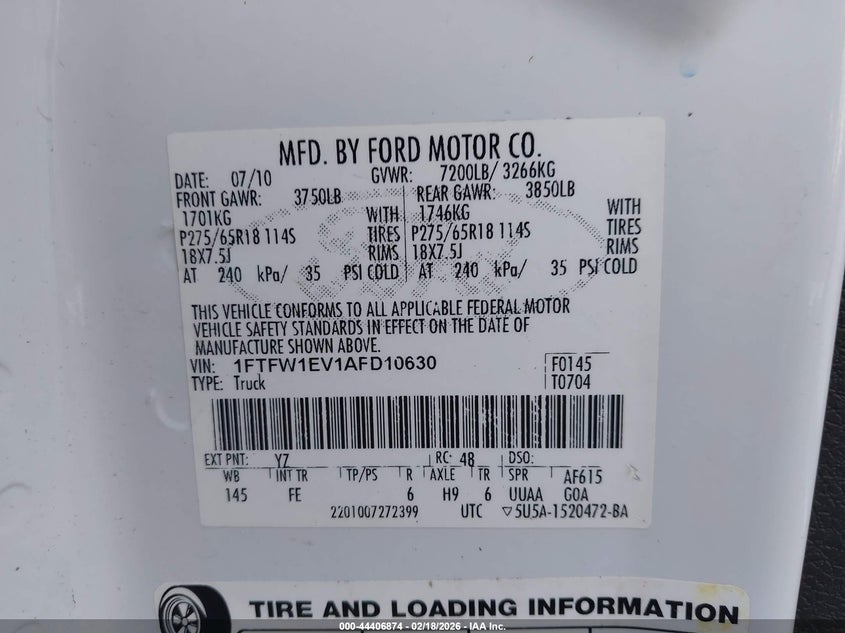 MFD. BY FORD MOTOR CO.
DATE: 07/10 GVWR: 7200LB/ 3266KG
FRONT GAWR: 3750LB REAR GAWR: 3850LB
1701KG WITH 1746KG WITH
P275/65R18 114S TIRES P275/65R18 114S TIRES
18X7.5J RIMS 18X7.5J RIMS
AT 240 kPa/ 35 PSI COLD AT 240 kPa/ 35 PSI COLD
THIS VEHICLE CONFORMS TO ALL APPLICABLE FEDERAL MOTOR
VEHICLE SAFETY STANDARDS IN EFFECT ON THE DATE OF
MANUFACTURE SHOWN ABOVE.
VIN: 1FTFW1EV1AFD10630 F0145
TYPE: Truck T0704
EXT PNT: YZ RC: 48 DSO:
WB INT TR TP/PS R AXLE TR SPR AF615
145 FE 6 H9 6 UUAA GOA
2201007272399 UTC ▽5U5A-1520472-BA
TIRE AND LOADING INFORMATION
000-44406874 - 02/18/2026 - IAA Inc.